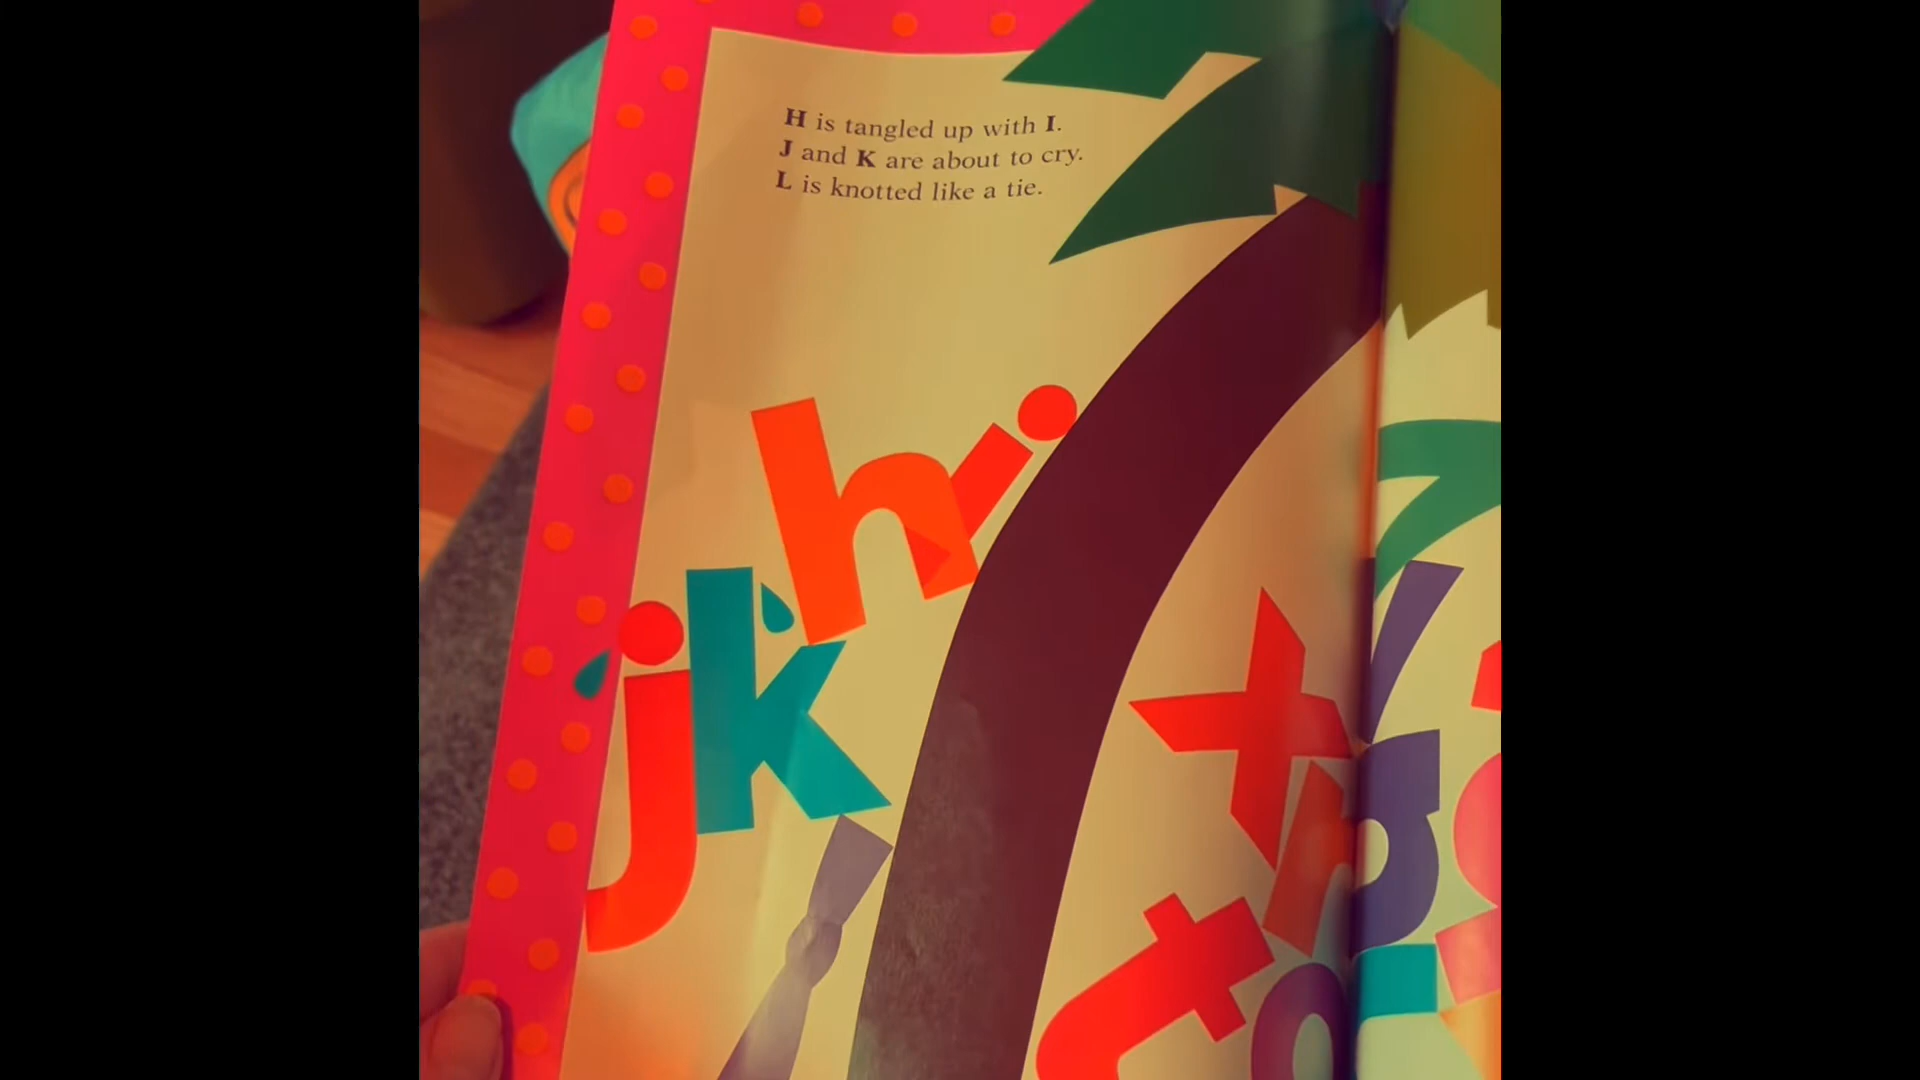 H is tangled up with I.
J and K are about to cry.
L is knotted like a tie.
h i
j k
l
x